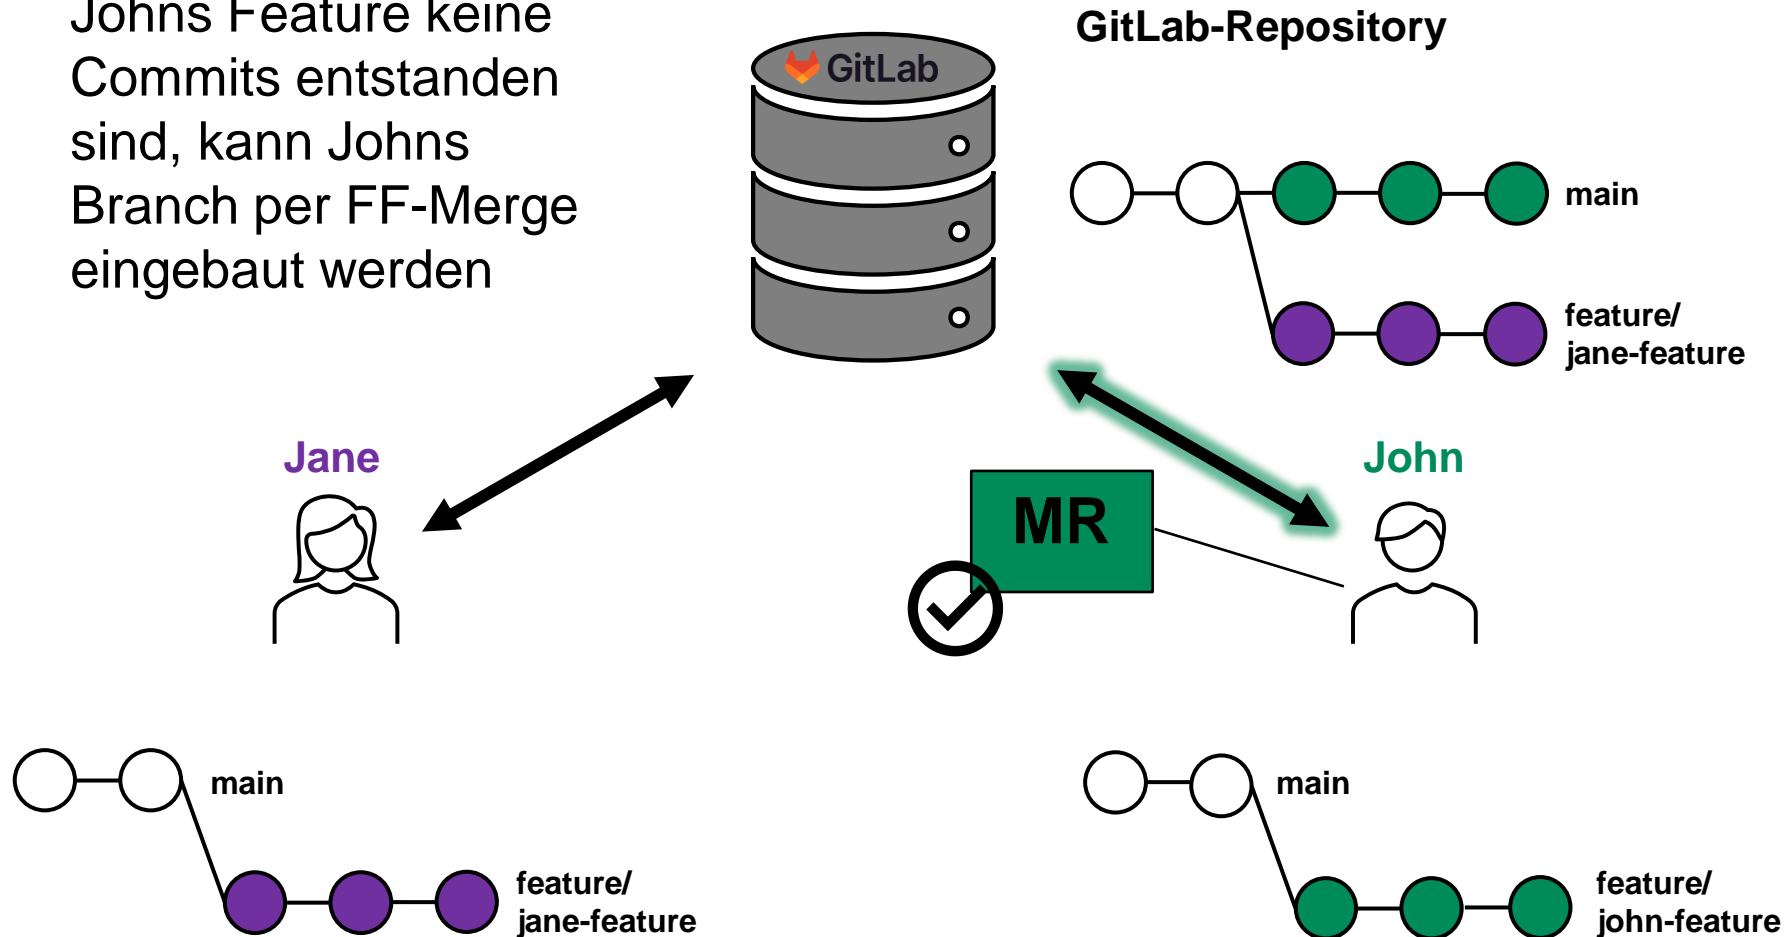 Johns Feature keine
Commits entstanden
sind, kann Johns
Branch per FF-Merge
eingebaut werden
GitLab-Repository
GitLab
main
feature/
jane-feature
Jane
John
MR
main
feature/
jane-feature
main
feature/
john-feature